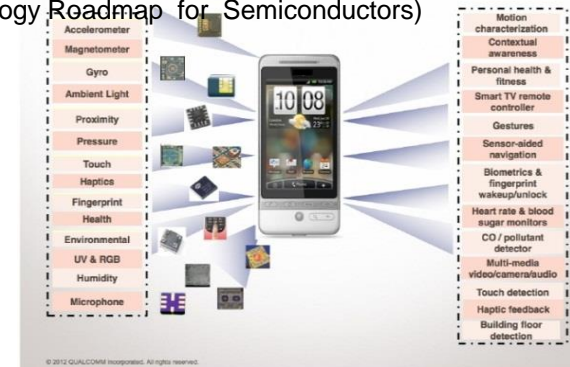 ogy Roadmap for Semiconductors)
Accelerometer
Magnetometer
Gyro
Ambient Light
Proximity
Pressure
Touch
Haptics
Fingerprint
Health
Environmental
UV & RGB
Humidity
Microphone
10 08
23°
Motion
characterization
Contextual
awareness
Personal health &
fitness
Smart TV remote
controller
Gestures
Sensor-aided
navigation
Biometrics &
fingerprint
wakeup/unlock
Heart rate & blood
sugar monitors
CO / pollutant
detector
Multi-media
video/camera/audio
Touch detection
Haptic feedback
Building floor
detection
© 2012 QUALCOMM Incorporated. All rights reserved.